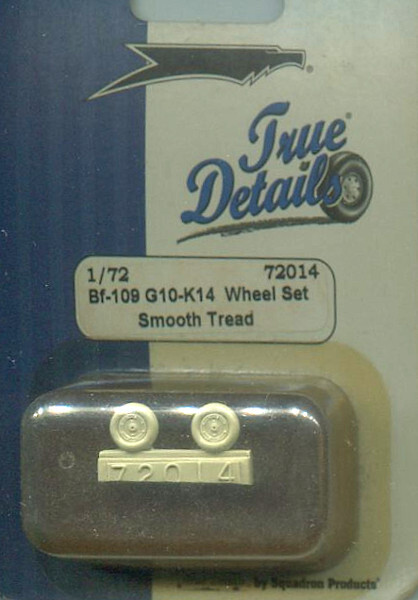 True
Details
1/72 72014
Bf-109 G10-K14 Wheel Set
Smooth Tread
72014
by Squadron Products